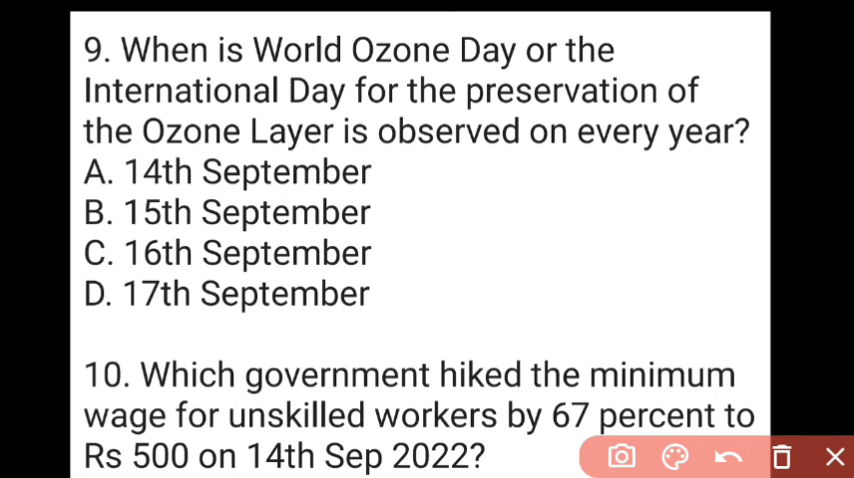 9. When is World Ozone Day or the
International Day for the preservation of
the Ozone Layer is observed on every year?
A. 14th September
B. 15th September
C. 16th September
D. 17th September
10. Which government hiked the minimum
wage for unskilled workers by 67 percent to
Rs 500 on 14th Sep 2022?